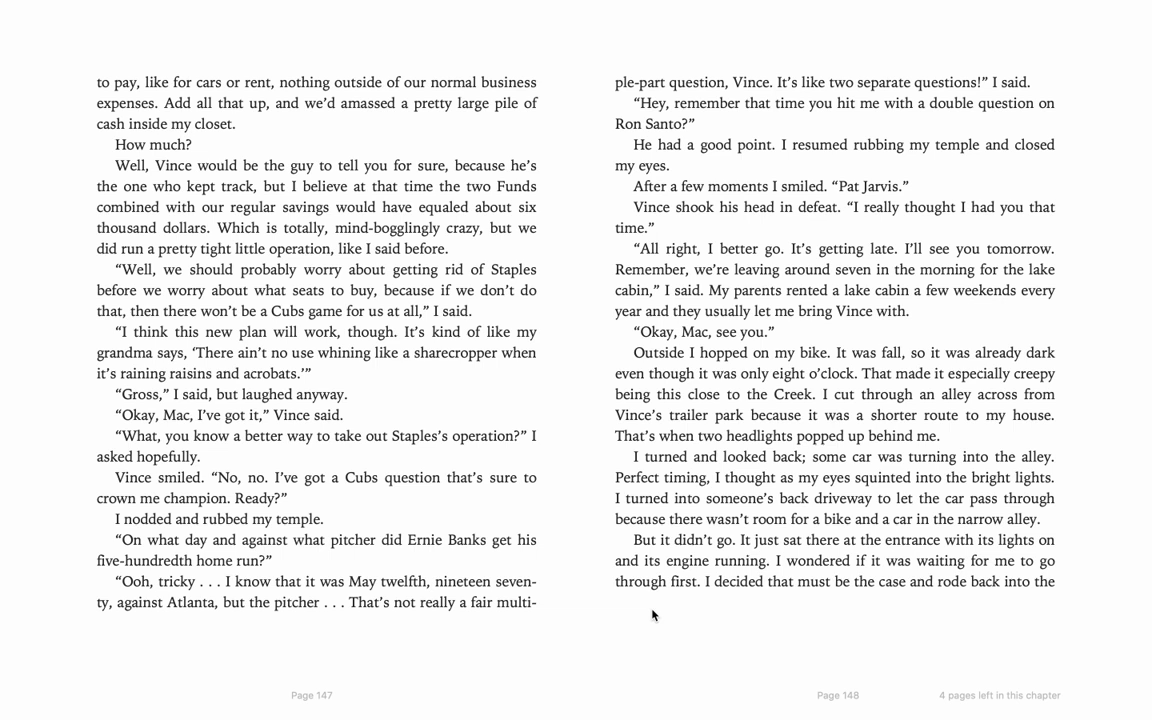 to pay, like for cars or rent, nothing outside of our normal business
expenses. Add all that up, and we’d amassed a pretty large pile of
cash inside my closet.
How much?
Well, Vince would be the guy to tell you for sure, because he’s
the one who kept track, but I believe at that time the two Funds
combined with our regular savings would have equaled about six
thousand dollars. Which is totally, mind-bogglingly crazy, but we
did run a pretty tight little operation, like I said before.
“Well, we should probably worry about getting rid of Staples
before we worry about what seats to buy, because if we don’t do
that, then there won’t be a Cubs game for us at all,” I said.
“I think this new plan will work, though. It’s kind of like my
grandma says, ‘There ain’t no use whining like a sharecropper when
it’s raining raisins and acrobats.’”
“Gross,” I said, but laughed anyway.
“Okay, Mac, I’ve got it,” Vince said.
“What, you know a better way to take out Staples’s operation?” I
asked hopefully.
Vince smiled. “No, no. I’ve got a Cubs question that’s sure to
crown me champion. Ready?”
I nodded and rubbed my temple.
“On what day and against what pitcher did Ernie Banks get his
five-hundredth home run?”
“Ooh, tricky . . . I know that it was May twelfth, nineteen seven-
ty, against Atlanta, but the pitcher . . . That’s not really a fair multi-
Page 147
ple-part question, Vince. It’s like two separate questions!” I said.
“Hey, remember that time you hit me with a double question on
Ron Santo?”
He had a good point. I resumed rubbing my temple and closed
my eyes.
After a few moments I smiled. “Pat Jarvis.”
Vince shook his head in defeat. “I really thought I had you that
time.”
“All right, I better go. It’s getting late. I’ll see you tomorrow.
Remember, we’re leaving around seven in the morning for the lake
cabin,” I said. My parents rented a lake cabin a few weekends every
year and they usually let me bring Vince with.
“Okay, Mac, see you.”
Outside I hopped on my bike. It was fall, so it was already dark
even though it was only eight o’clock. That made it especially creepy
being this close to the Creek. I cut through an alley across from
Vince’s trailer park because it was a shorter route to my house.
That’s when two headlights popped up behind me.
I turned and looked back; some car was turning into the alley.
Perfect timing, I thought as my eyes squinted into the bright lights.
I turned into someone’s back driveway to let the car pass through
because there wasn’t room for a bike and a car in the narrow alley.
But it didn’t go. It just sat there at the entrance with its lights on
and its engine running. I wondered if it was waiting for me to go
through first. I decided that must be the case and rode back into the
Page 148
4 pages left in this chapter